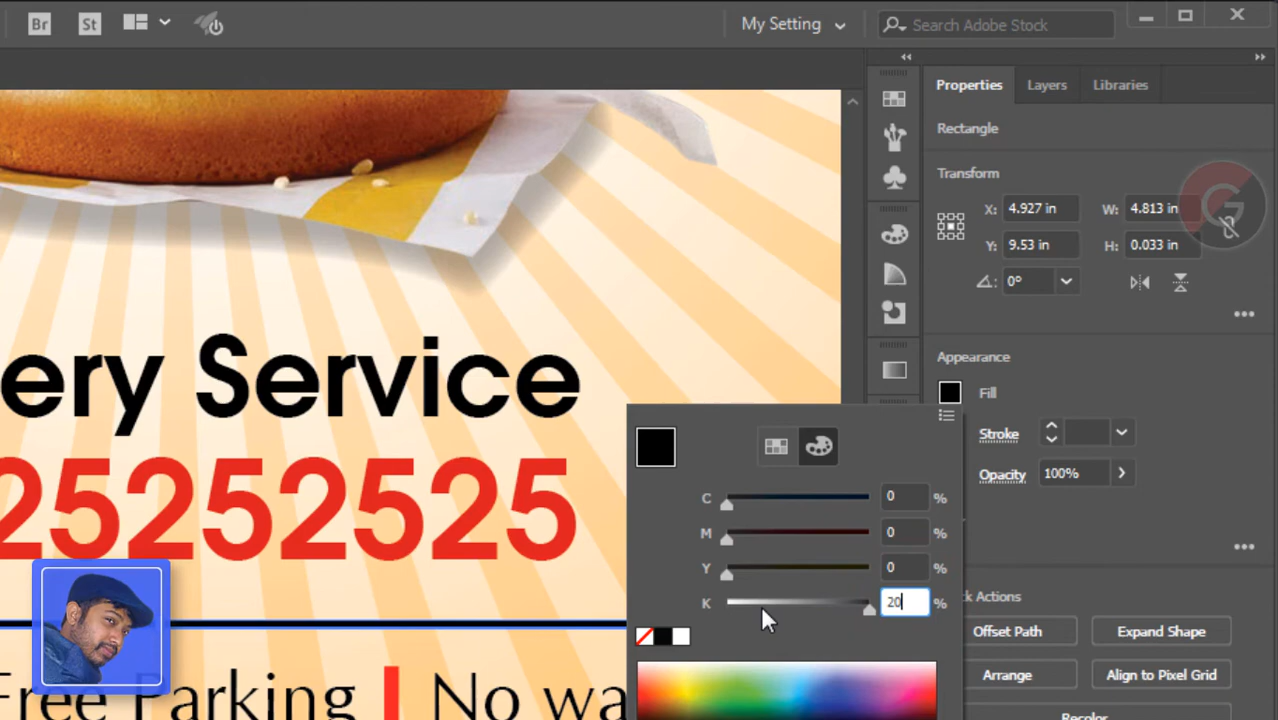 Br St My Setting Search Adobe Stock
Properties Layers Libraries
Rectangle
Transform
X: 4.927 in W: 4.813 in
Y: 9.53 in H: 0.033 in
0°
Appearance
Fill
Stroke
Opacity 100%
ery Service
25252525
C 0 %
M 0 %
Y 0 %
K 20 %
k Actions
Offset Path Expand Shape
Arrange Align to Pixel Grid
Recolor
Free Parking | No wa